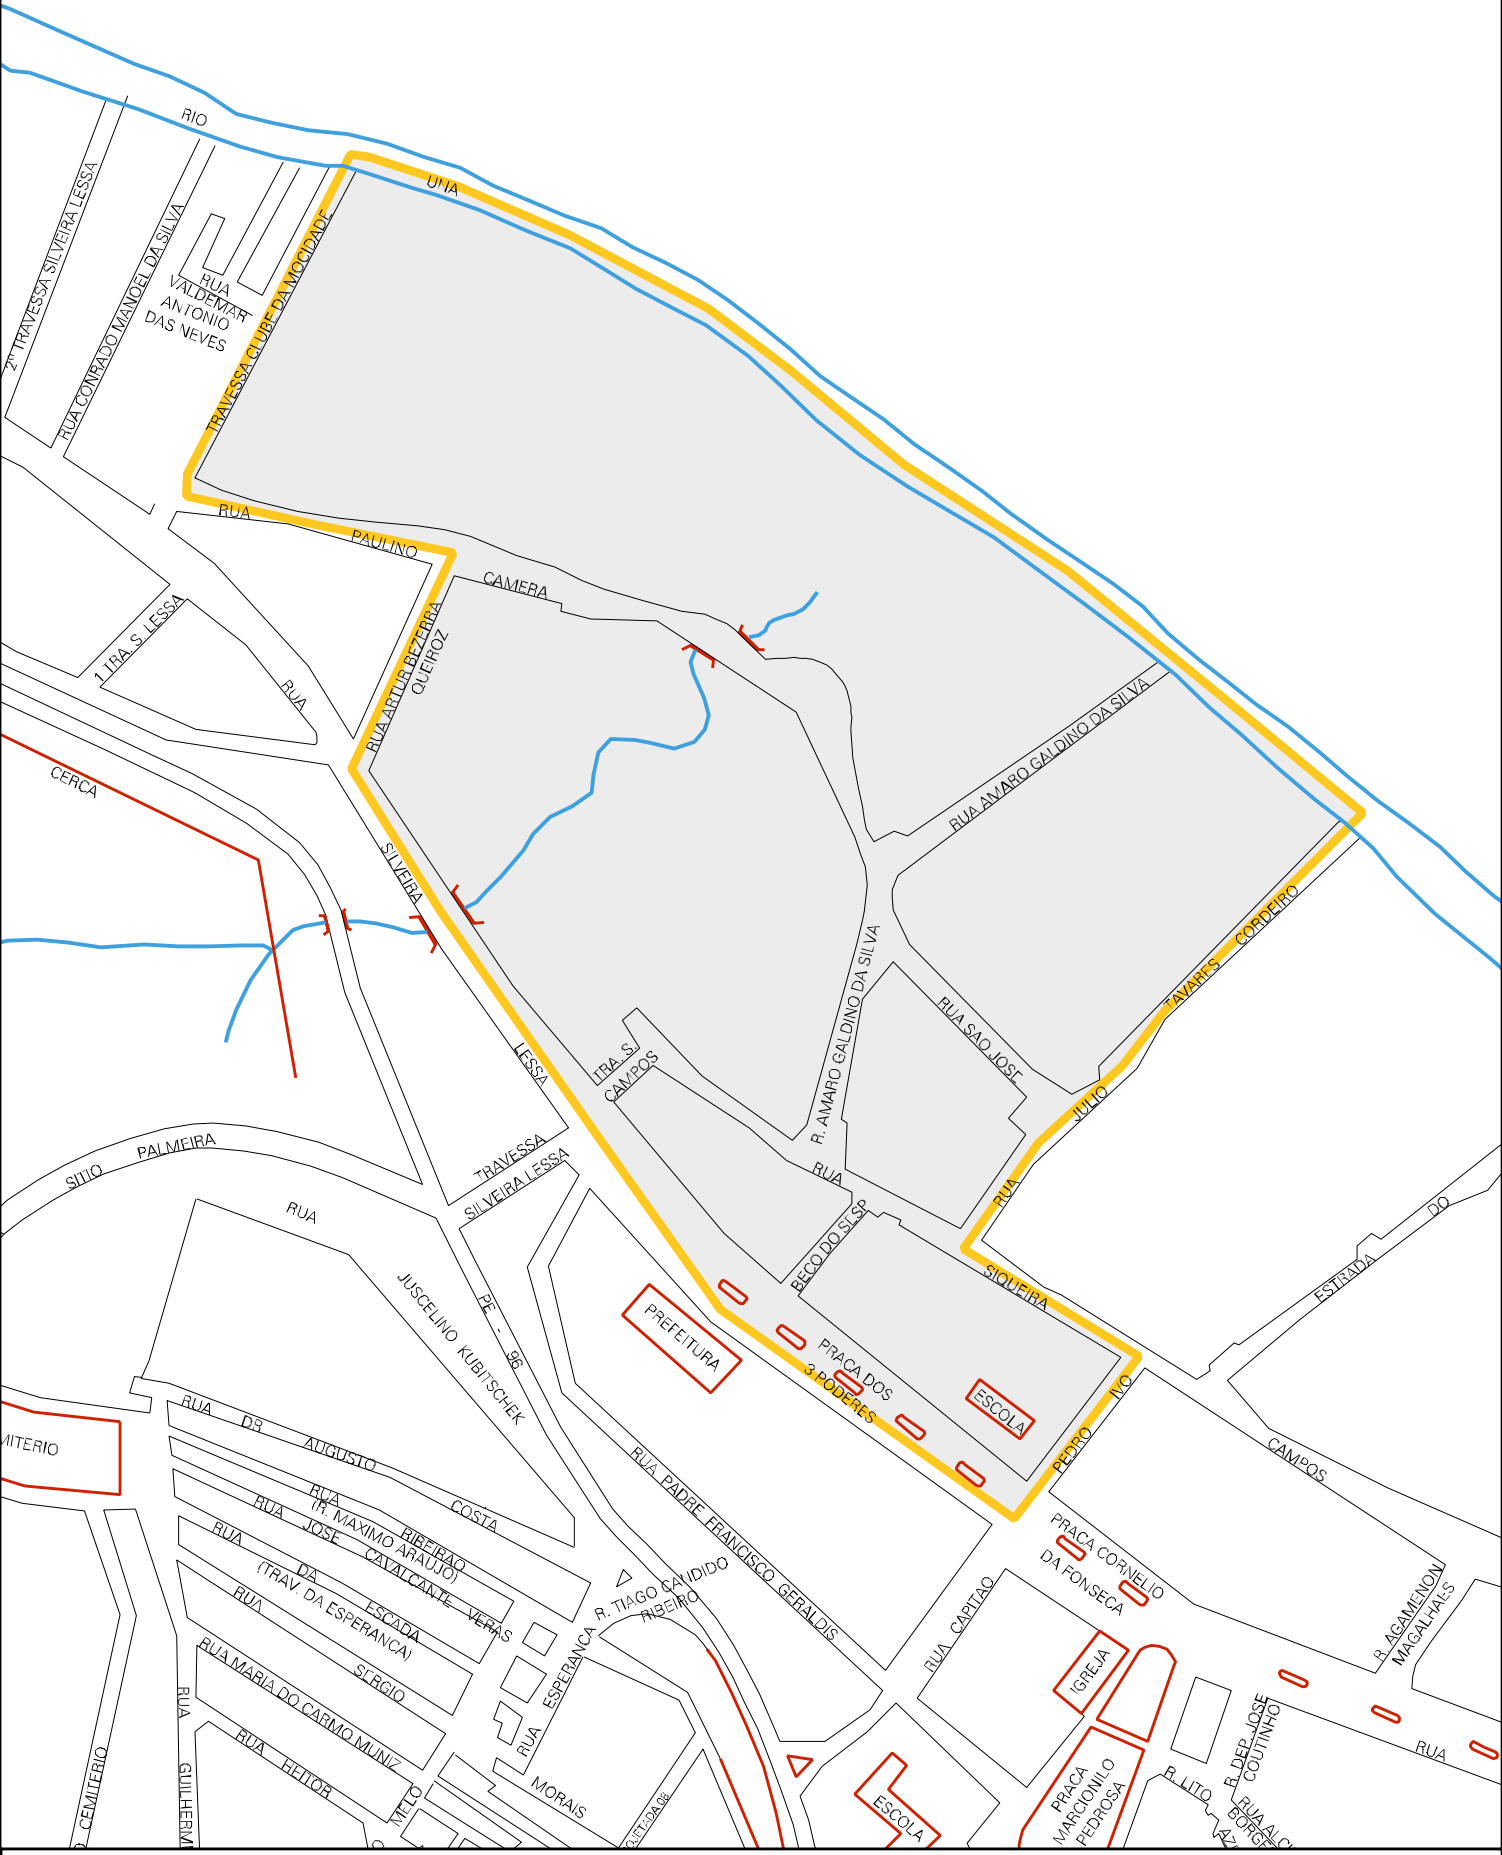 RIO
UNA
2ª TRAVESSA SILVEIRA LESSA
RUA CONRADO MANOEL DA SILVA
RUA
VALDEMAR
ANTONIO
DAS NEVES
TRAVESSA CLUBE DA MOCIDADE
RUA
PAULINO
CAMERA
1 TRA. S. LESSA
RUA
RUA ARTUR BEZERRA
QUEIROZ
CERCA
SILVEIRA
LESSA
RUA AMARO GALDINO DA SILVA
R. AMARO GALDINO DA SILVA
RUA SAO JOSE
CORDEIRO
TAVARES
JULIO
RUA
TRA. S.
CAMPOS
RUA
BECO DO SESP
SIQUEIRA
TRAVESSA
SILVEIRA LESSA
SITIO
PALMEIRA
RUA
JUSCELINO KUBITSCHEK
PE - 96
PREFEITURA
PRACA DOS
3 PODERES
ESCOLA
PEDRO
IVO
ESTRADA
DO
CAMPOS
MITERIO
RUA
DR
AUGUSTO
COSTA
RUA
RIBEIRAO
(R. MAXIMO ARAUJO)
RUA
JOSE
CAVALCANTE
VERAS
RUA
DA
ESCADA
(TRAV. DA ESPERANCA)
RUA
SERGIO
RUA MARIA DO CARMO MUNIZ
RUA
HEITOR
MELO
MORAIS
RUA
ESPERANCA
R. TIAGO CANDIDO
RIBEIRO
RUA PADRE FRANCISCO GERALDIS
RUA
CAPITAO
PRACA CORNELIO
DA FONSECA
IGREJA
PRACA
MARCIONILO
PEDROSA
ESCOLA
R. AGAMENON
MAGALHAES
R. DEP. JOSE
COUTINHO
R. LITO
RUA
RUA
GUILHERM
CEMITERIO